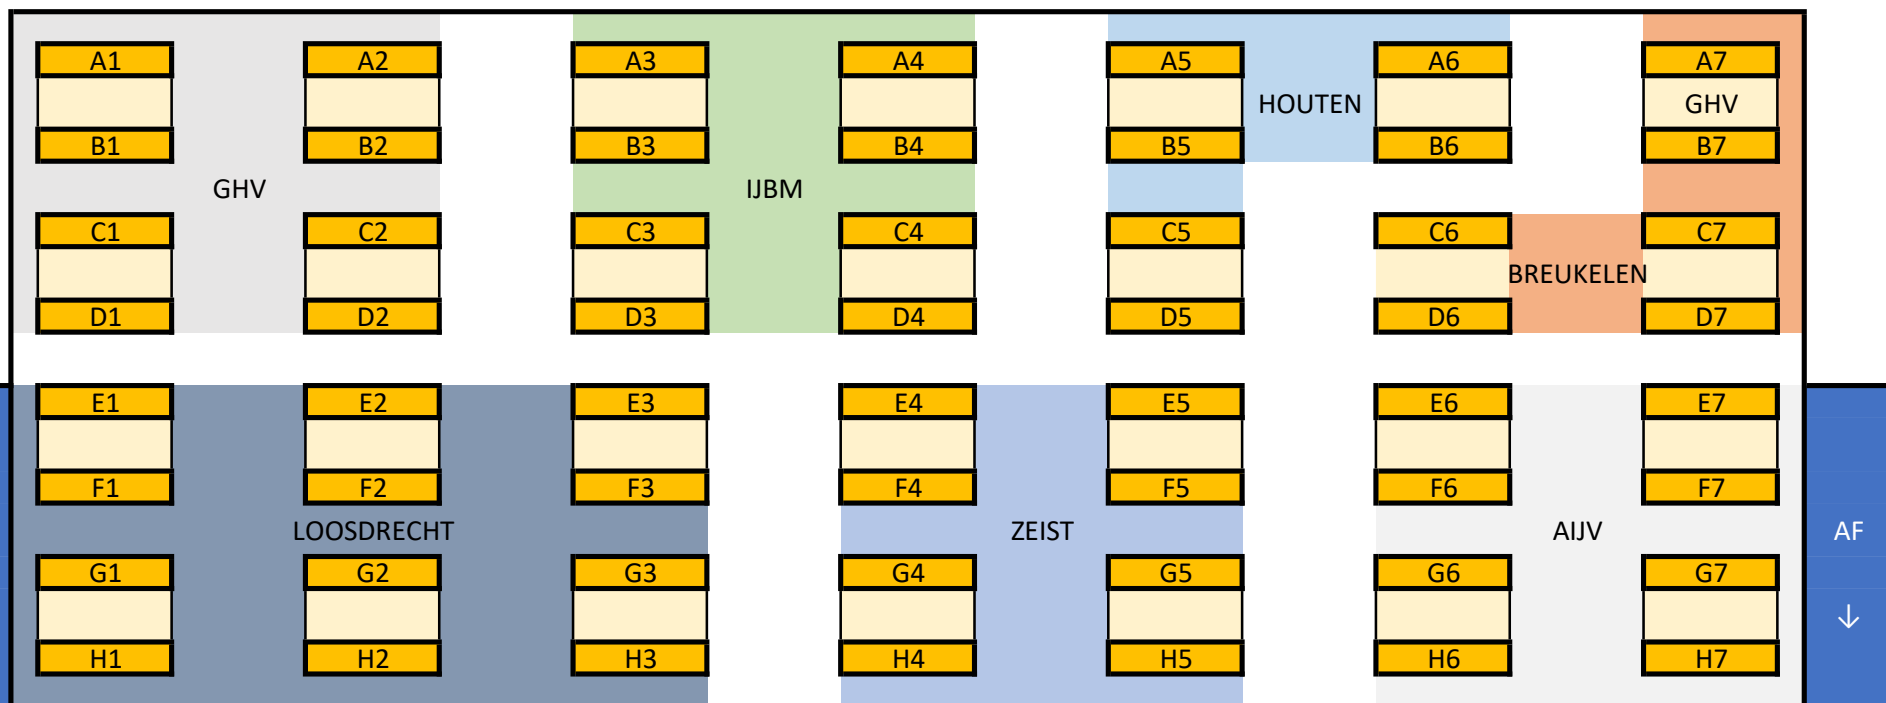 A1 A2 A3 A4 A5 A6 A7
HOUTEN GHV
B1 B2 B3 B4 B5 B6 B7
GHV IJBM
C1 C2 C3 C4 C5 C6 C7
BREUKELEN
D1 D2 D3 D4 D5 D6 D7
E1 E2 E3 E4 E5 E6 E7
F1 F2 F3 F4 F5 F6 F7
LOOSDRECHT ZEIST AIJV AF
G1 G2 G3 G4 G5 G6 G7
↓
H1 H2 H3 H4 H5 H6 H7